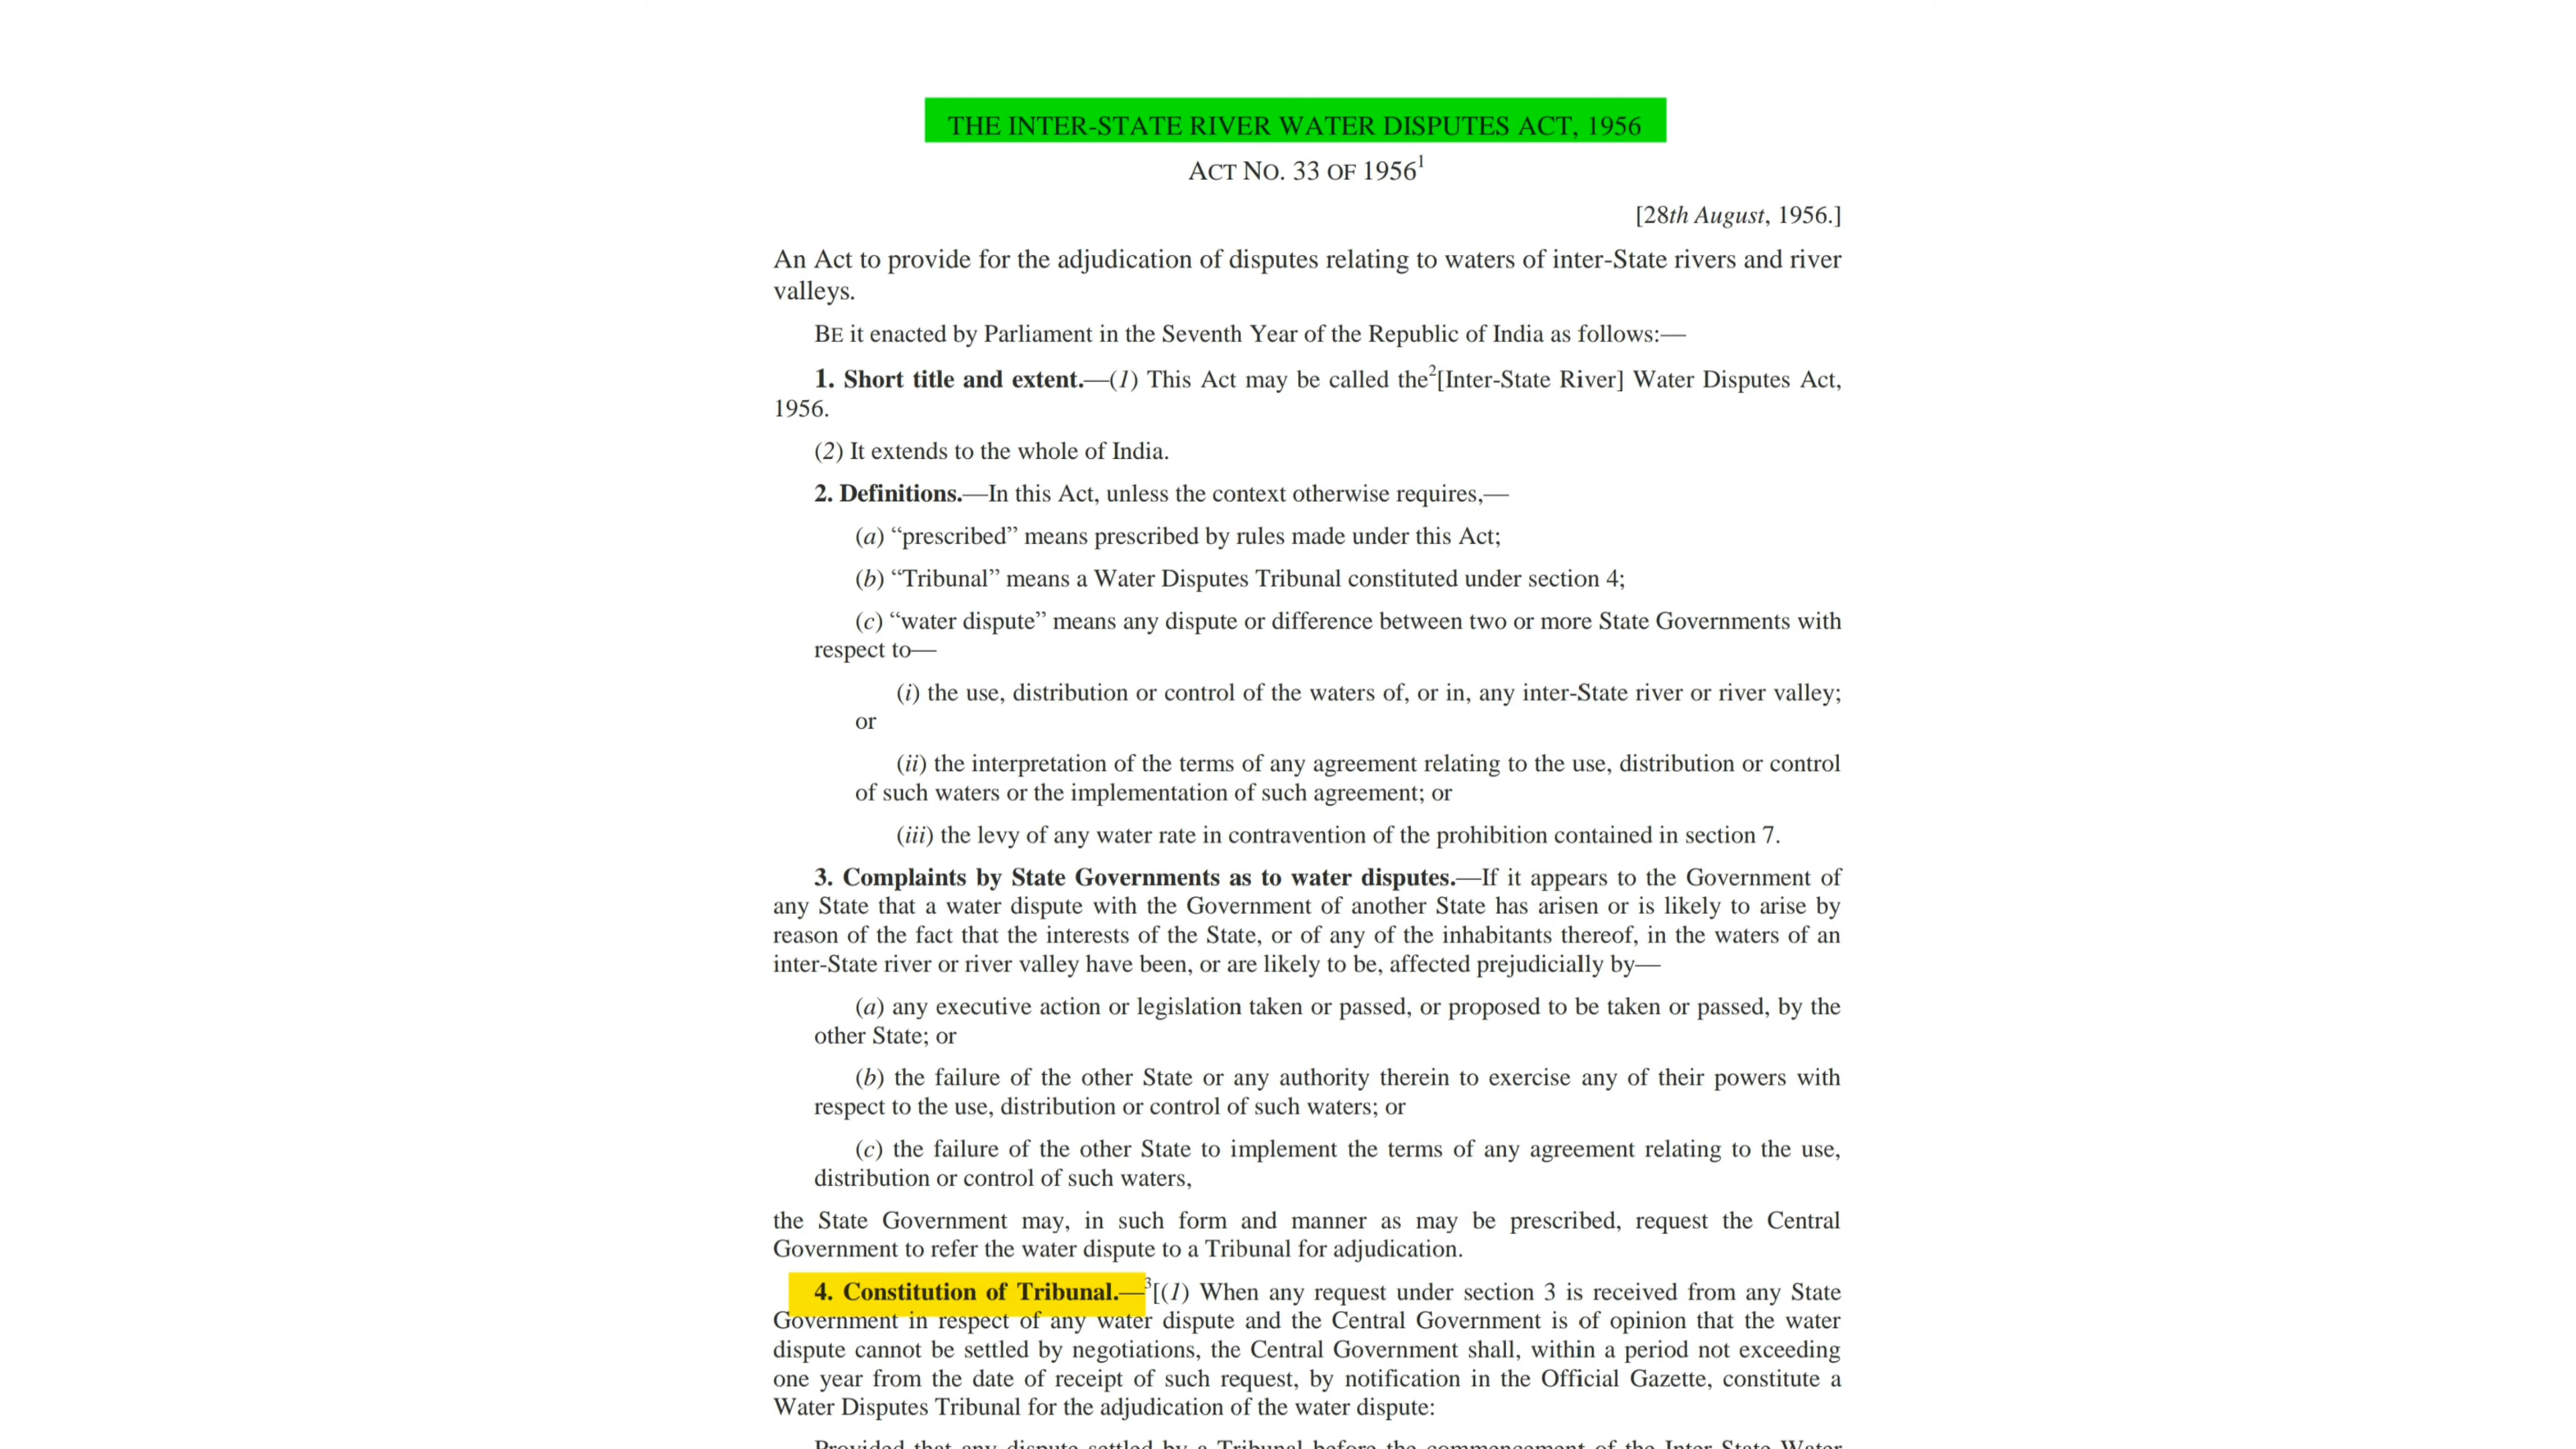 THE INTER-STATE RIVER WATER DISPUTES ACT, 1956
ACT NO. 33 OF 1956¹
[28th August, 1956.]
An Act to provide for the adjudication of disputes relating to waters of inter-State rivers and river
valleys.
BE it enacted by Parliament in the Seventh Year of the Republic of India as follows:—
1. Short title and extent.—(1) This Act may be called the²[Inter-State River] Water Disputes Act,
1956.
(2) It extends to the whole of India.
2. Definitions.—In this Act, unless the context otherwise requires,—
(a) “prescribed” means prescribed by rules made under this Act;
(b) “Tribunal” means a Water Disputes Tribunal constituted under section 4;
(c) “water dispute” means any dispute or difference between two or more State Governments with
respect to—
(i) the use, distribution or control of the waters of, or in, any inter-State river or river valley;
or
(ii) the interpretation of the terms of any agreement relating to the use, distribution or control
of such waters or the implementation of such agreement; or
(iii) the levy of any water rate in contravention of the prohibition contained in section 7.
3. Complaints by State Governments as to water disputes.—If it appears to the Government of
any State that a water dispute with the Government of another State has arisen or is likely to arise by
reason of the fact that the interests of the State, or of any of the inhabitants thereof, in the waters of an
inter-State river or river valley have been, or are likely to be, affected prejudicially by—
(a) any executive action or legislation taken or passed, or proposed to be taken or passed, by the
other State; or
(b) the failure of the other State or any authority therein to exercise any of their powers with
respect to the use, distribution or control of such waters; or
(c) the failure of the other State to implement the terms of any agreement relating to the use,
distribution or control of such waters,
the State Government may, in such form and manner as may be prescribed, request the Central
Government to refer the water dispute to a Tribunal for adjudication.
4. Constitution of Tribunal.—³[(1) When any request under section 3 is received from any State
Government in respect of any water dispute and the Central Government is of opinion that the water
dispute cannot be settled by negotiations, the Central Government shall, within a period not exceeding
one year from the date of receipt of such request, by notification in the Official Gazette, constitute a
Water Disputes Tribunal for the adjudication of the water dispute:
Provided that any dispute settled by a Tribunal before the commencement of the Inter-State Water